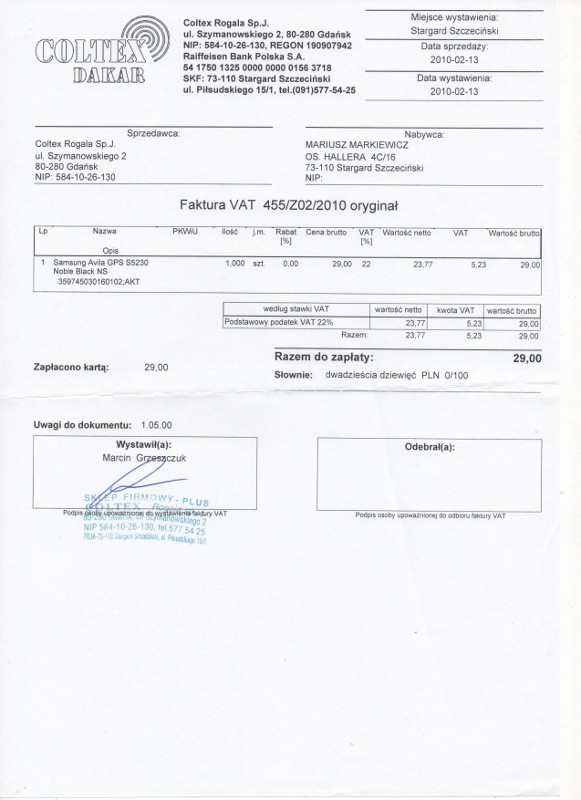 COLTEX
DAKAR
Coltex Rogala Sp.J.
ul. Szymanowskiego 2, 80-280 Gdańsk
NIP: 584-10-26-130, REGON 190907942
Raiffeisen Bank Polska S.A.
54 1750 1325 0000 0000 0156 3718
SKF: 73-110 Stargard Szczeciński
ul. Piłsudskiego 15/1, tel.(091)577-54-25
Miejsce wystawienia:
Stargard Szczeciński
Data sprzedaży:
2010-02-13
Data wystawienia:
2010-02-13
Sprzedawca:
Coltex Rogala Sp.J.
ul. Szymanowskiego 2
80-280 Gdańsk
NIP: 584-10-26-130
Nabywca:
MARIUSZ MARKIEWICZ
OS. HALLERA 4C/16
73-110 Stargard Szczeciński
NIP:
Faktura VAT 455/Z02/2010 oryginał
Lp Nazwa PKWiU Ilość j.m. Rabat Cena brutto VAT Wartość netto VAT Wartość brutto
Opis [%] [%]
1 Samsung Avila GPS S5230 1,000 szt. 0,00 29,00 22 23,77 5,23 29,00
Noble Black NS
359745030160102;AKT
według stawki VAT wartość netto kwota VAT wartość brutto
Podstawowy podatek VAT 22% 23,77 5,23 29,00
Razem: 23,77 5,23 29,00
Zapłacono kartą: 29,00
Razem do zapłaty: 29,00
Słownie: dwadzieścia dziewięć PLN 0/100
Uwagi do dokumentu: 1.05.00
Wystawił(a):
Marcin Grzeszczuk
SKLEP FIRMOWY - PLUS
COLTEX Rogala
Podpis osoby upoważnionej do wystawienia faktury VAT
80-280 Gdańsk, ul. Szymanowskiego 2
NIP 584-10-26-130, tel.577 54 25
FILIA-73-110 Stargard Szczeciński, ul. Piłsudskiego 15/1
Odebrał(a):
Podpis osoby upoważnionej do odbioru faktury VAT